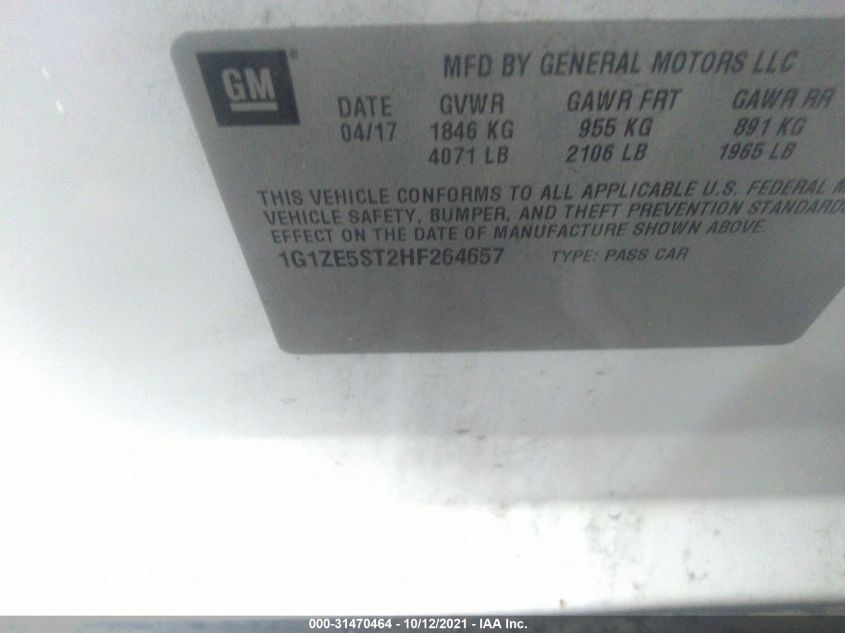 GM®
MFD BY GENERAL MOTORS LLC
DATE GVWR GAWR FRT GAWR RR
04/17 1846 KG 955 KG 891 KG
4071 LB 2106 LB 1965 LB
THIS VEHICLE CONFORMS TO ALL APPLICABLE U.S. FEDERAL M
VEHICLE SAFETY, BUMPER, AND THEFT PREVENTION STANDARDS
EFFECT ON THE DATE OF MANUFACTURE SHOWN ABOVE.
1G1ZE5ST2HF264657 TYPE: PASS CAR
000-31470464 - 10/12/2021 - IAA Inc.